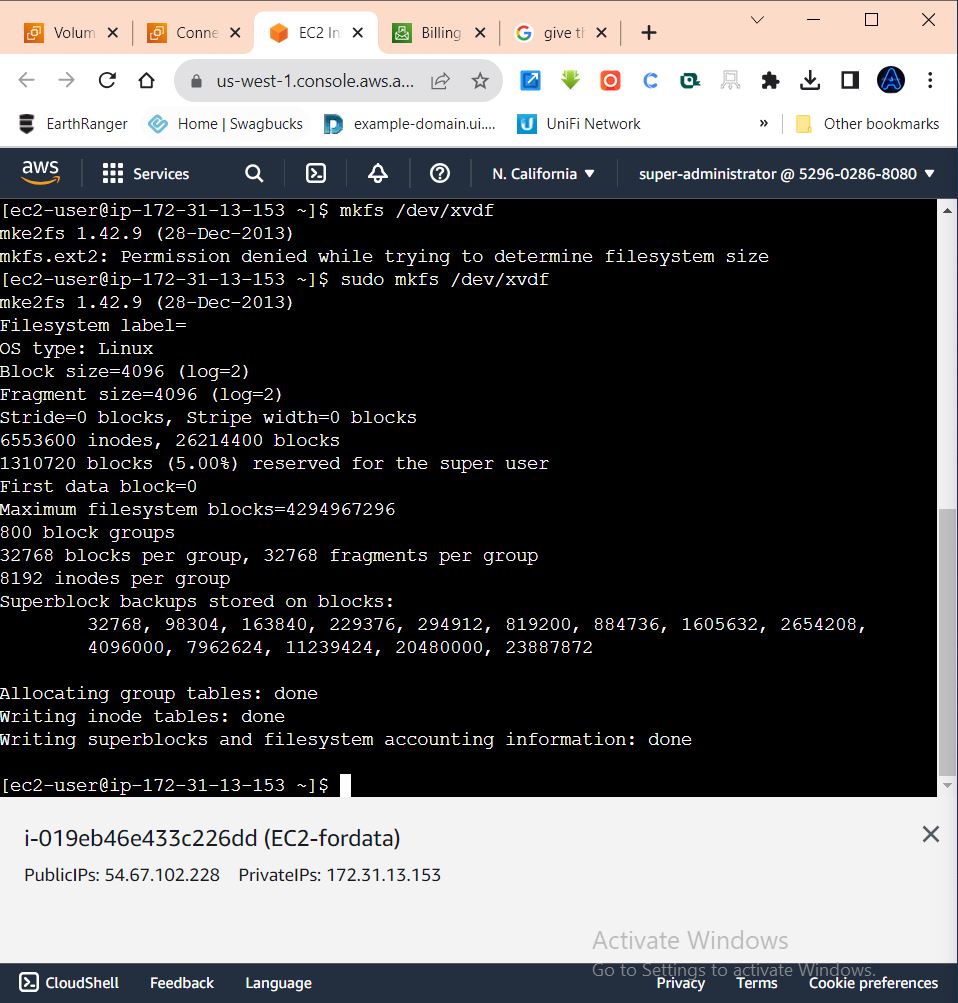 Volum
Conne
EC2 In
Billing
give th
us-west-1.console.aws.a...
EarthRanger
Home | Swagbucks
example-domain.ui....
UniFi Network
»
Other bookmarks
aws
Services
N. California
super-administrator @ 5296-0286-8080
[ec2-user@ip-172-31-13-153 ~]$ mkfs /dev/xvdf
mke2fs 1.42.9 (28-Dec-2013)
mkfs.ext2: Permission denied while trying to determine filesystem size
[ec2-user@ip-172-31-13-153 ~]$ sudo mkfs /dev/xvdf
mke2fs 1.42.9 (28-Dec-2013)
Filesystem label=
OS type: Linux
Block size=4096 (log=2)
Fragment size=4096 (log=2)
Stride=0 blocks, Stripe width=0 blocks
6553600 inodes, 26214400 blocks
1310720 blocks (5.00%) reserved for the super user
First data block=0
Maximum filesystem blocks=4294967296
800 block groups
32768 blocks per group, 32768 fragments per group
8192 inodes per group
Superblock backups stored on blocks:
32768, 98304, 163840, 229376, 294912, 819200, 884736, 1605632, 2654208,
4096000, 7962624, 11239424, 20480000, 23887872
Allocating group tables: done
Writing inode tables: done
Writing superblocks and filesystem accounting information: done
[ec2-user@ip-172-31-13-153 ~]$
i-019eb46e433c226dd (EC2-fordata)
PublicIPs: 54.67.102.228 PrivateIPs: 172.31.13.153
Activate Windows
Go to Settings to activate Windows.
CloudShell
Feedback
Language
Privacy
Terms
Cookie preferences